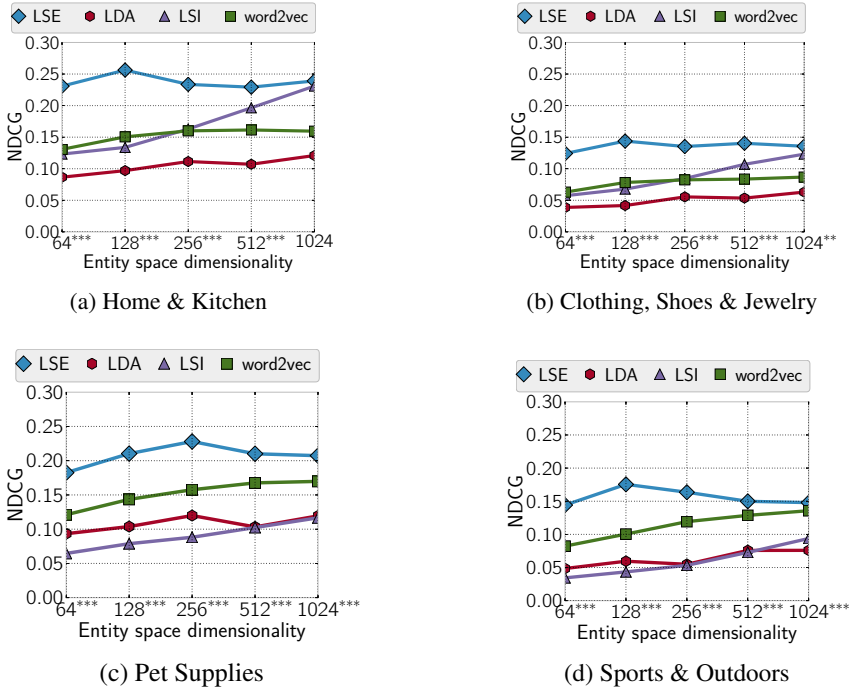 LSE LDA LSI word2vec
0.30
0.25
0.20
0.15
0.10
0.05
0.00
NDCG
64*** 128*** 256*** 512*** 1024
Entity space dimensionality
(a) Home & Kitchen
LSE LDA LSI word2vec
0.30
0.25
0.20
0.15
0.10
0.05
0.00
NDCG
64*** 128*** 256*** 512*** 1024**
Entity space dimensionality
(b) Clothing, Shoes & Jewelry
LSE LDA LSI word2vec
0.30
0.25
0.20
0.15
0.10
0.05
0.00
NDCG
64*** 128*** 256*** 512*** 1024***
Entity space dimensionality
(c) Pet Supplies
LSE LDA LSI word2vec
0.30
0.25
0.20
0.15
0.10
0.05
0.00
NDCG
64*** 128*** 256*** 512*** 1024***
Entity space dimensionality
(d) Sports & Outdoors